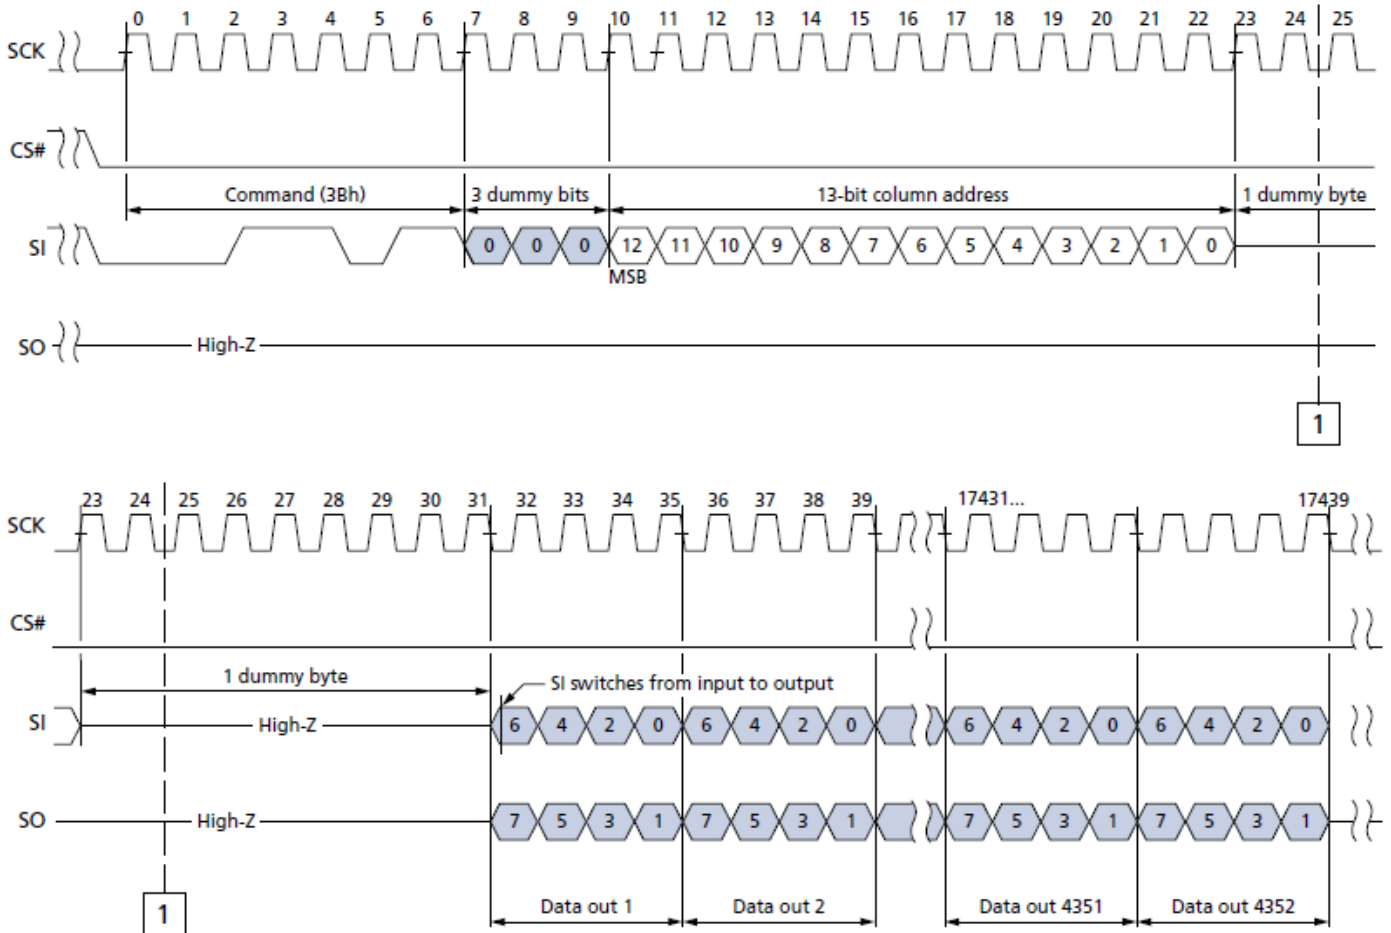 0 1 2 3 4 5 6 7 8 9 10 11 12 13 14 15 16 17 18 19 20 21 22 23 24 25
SCK
CS#
Command (3Bh) 3 dummy bits 13-bit column address 1 dummy byte
SI 0 0 0 12 11 10 9 8 7 6 5 4 3 2 1 0
MSB
SO High-Z
1
23 24 25 26 27 28 29 30 31 32 33 34 35 36 37 38 39 17431... 17439
SCK
CS#
1 dummy byte SI switches from input to output
SI High-Z 6 4 2 0 6 4 2 0 6 4 2 0 6 4 2 0
SO High-Z 7 5 3 1 7 5 3 1 7 5 3 1 7 5 3 1
1 Data out 1 Data out 2 Data out 4351 Data out 4352